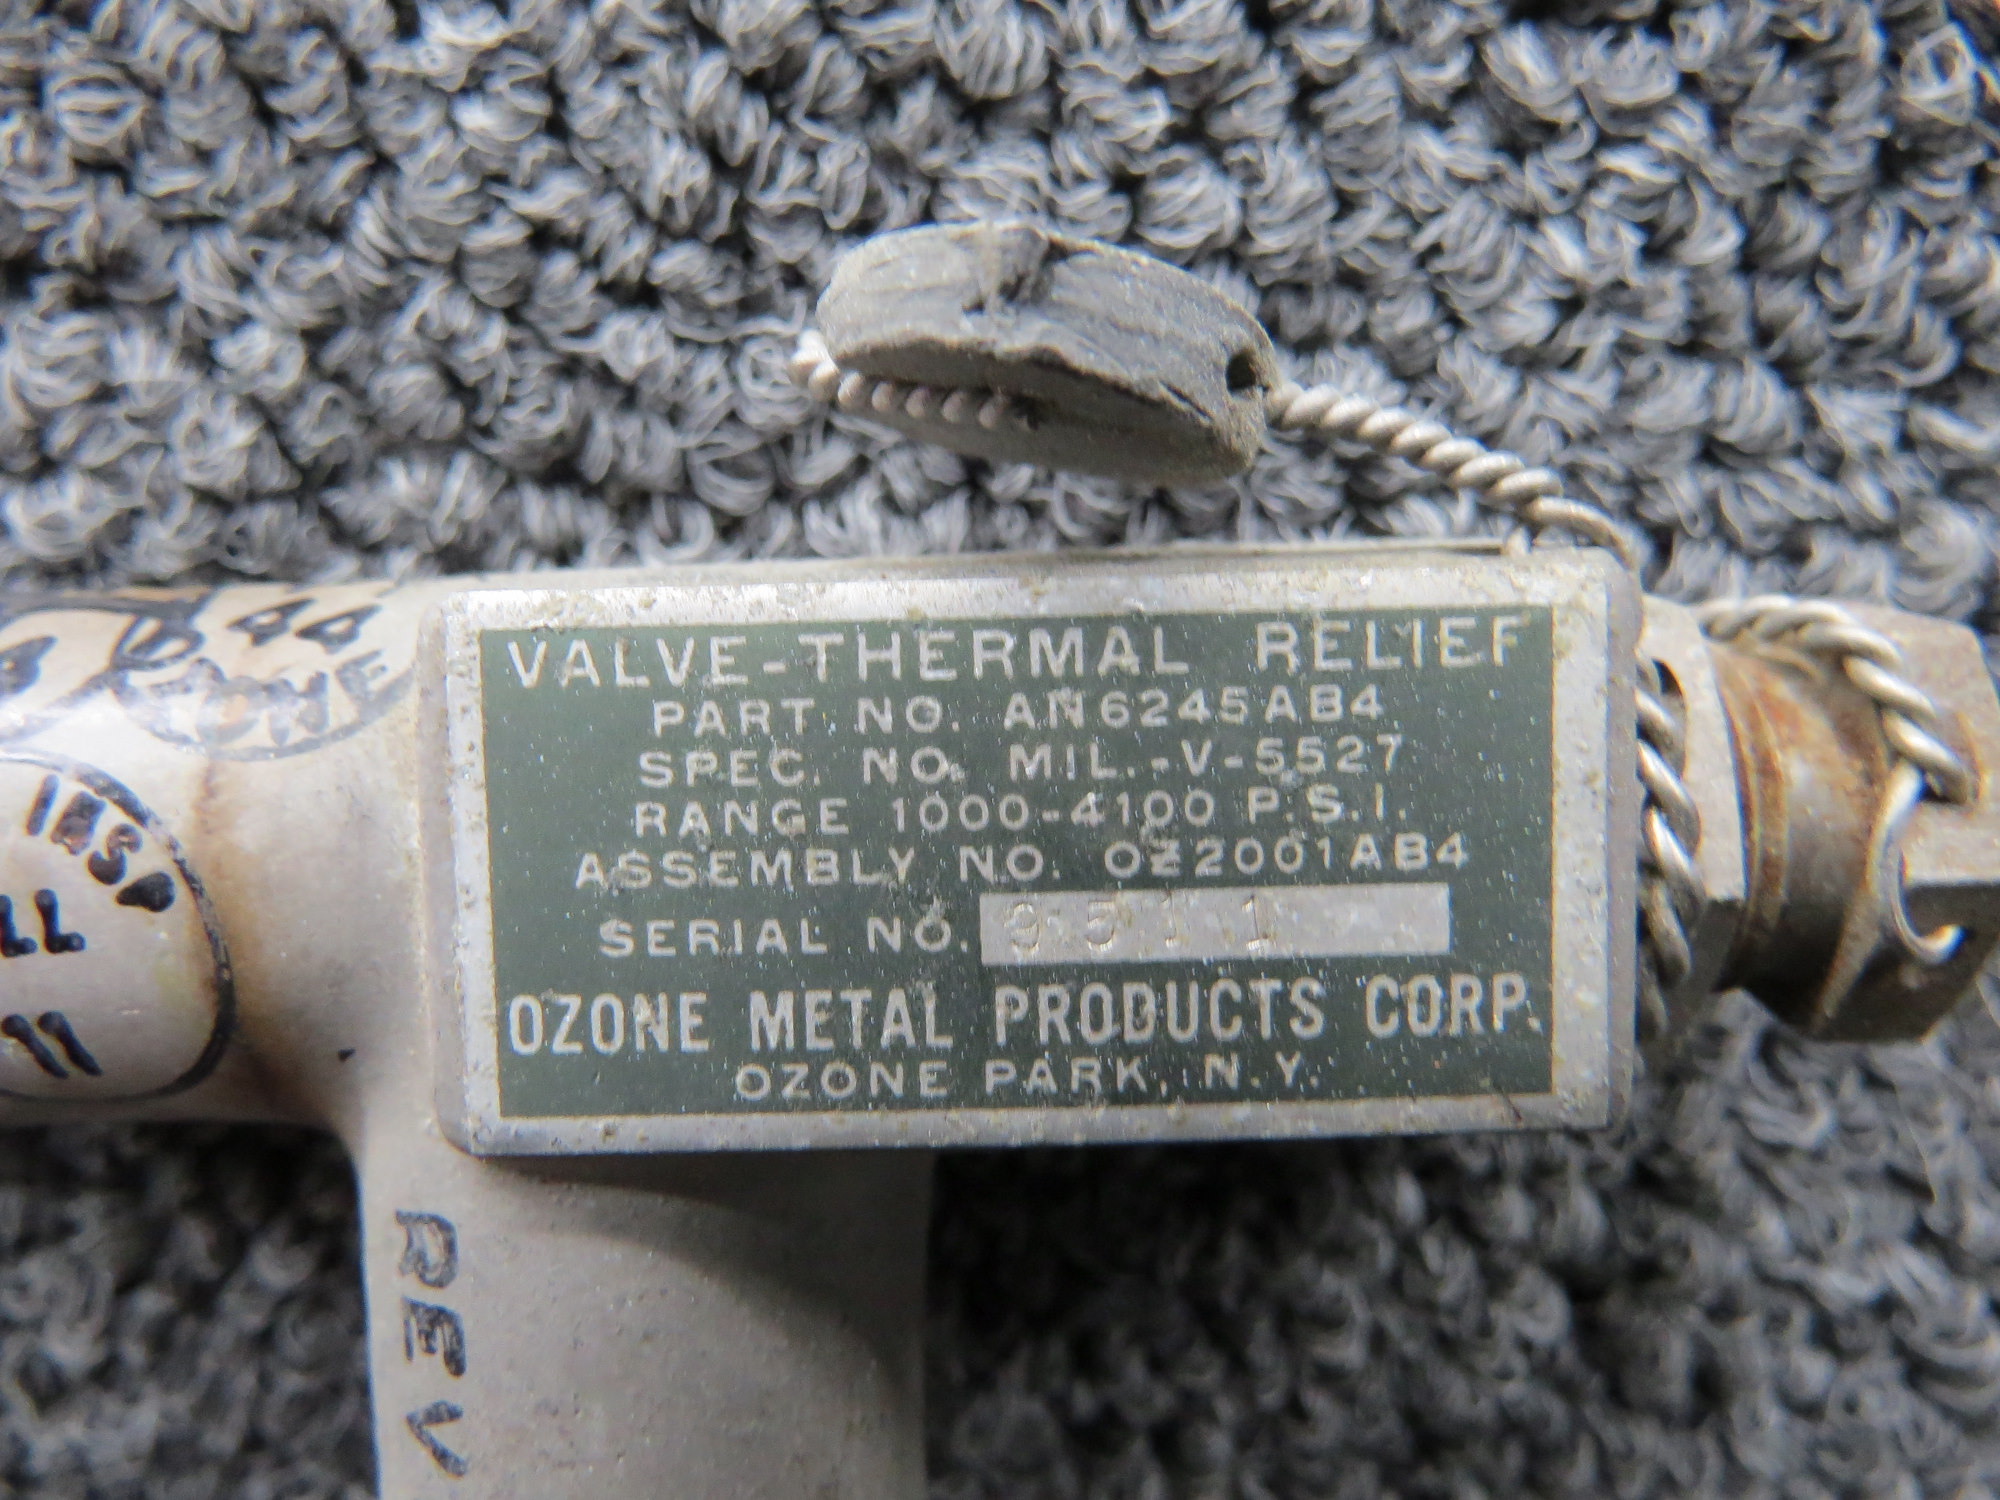 VALVE-THERMAL RELIEF
PART NO. AN6245AB4
SPEC. NO. MIL.-V-5527
RANGE 1000-4100 P.S.I.
ASSEMBLY NO. OZ2001AB4
SERIAL NO. 9511
OZONE METAL PRODUCTS CORP.
OZONE PARK, N.Y.
REV
INSP